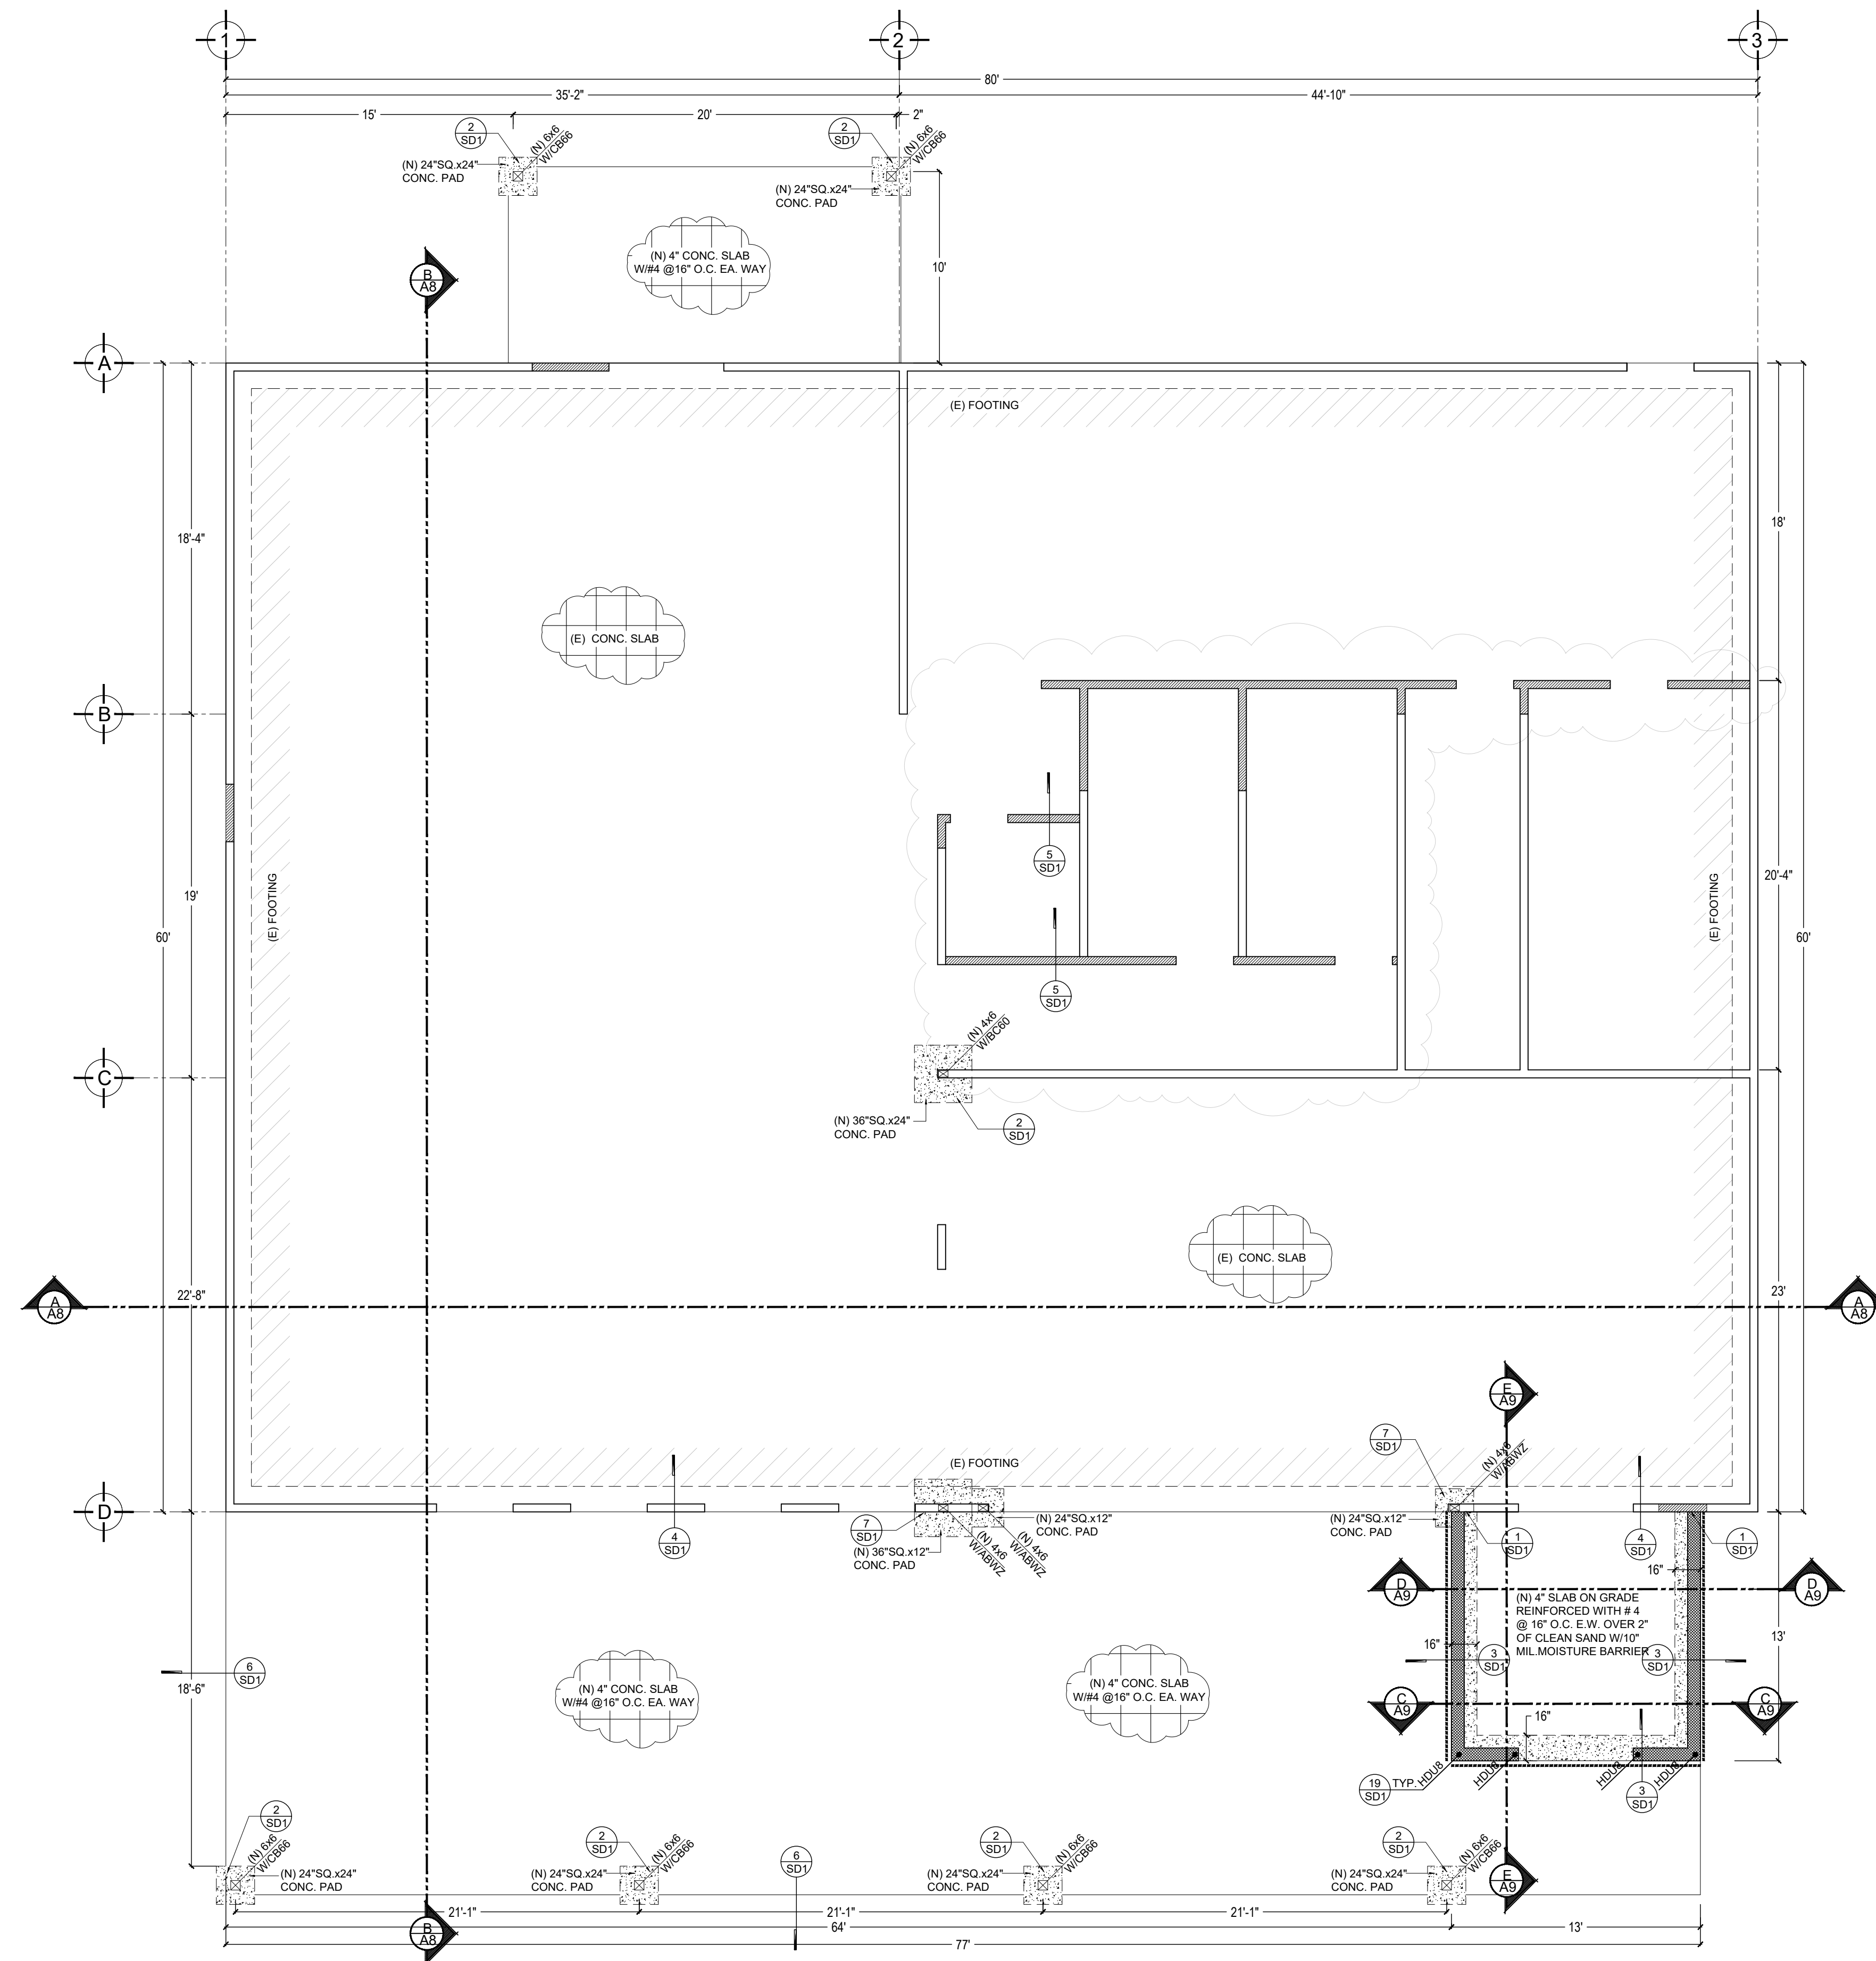 1
2
3
80'
35'-2"
44'-10"
15'
20'
2"
2
SD1
(N) 6x6
W/CB66
2
SD1
(N) 6x6
W/CB66
(N) 24"SQ.x24"
CONC. PAD
(N) 24"SQ.x24"
CONC. PAD
(N) 4" CONC. SLAB
W/#4 @16" O.C. EA. WAY
10'
B
A8
A
(E) FOOTING
18'-4"
18'
(E) CONC. SLAB
B
5
SD1
(E) FOOTING
19'
60'
20'-4"
(E) FOOTING
60'
5
SD1
(N) 4x6
W/BC60
C
(N) 36"SQ.x24"
CONC. PAD
2
SD1
(E) CONC. SLAB
22'-8"
23'
A
A8
A
A8
E
A9
(E) FOOTING
7
SD1
(N) 4x6
W/ABWZ
D
4
SD1
7
SD1
(N) 36"SQ.x12"
CONC. PAD
(N) 4x6
W/ABWZ
(N) 4x6
W/ABWZ
(N) 24"SQ.x12"
CONC. PAD
(N) 24"SQ.x12"
CONC. PAD
1
SD1
4
SD1
1
SD1
16"
D
A9
D
A9
(N) 4" SLAB ON GRADE
REINFORCED WITH # 4
@ 16" O.C. E.W. OVER 2"
OF CLEAN SAND W/10"
MIL.MOISTURE BARRIER
16"
3
SD1
3
SD1
13'
6
SD1
18'-6"
(N) 4" CONC. SLAB
W/#4 @16" O.C. EA. WAY
(N) 4" CONC. SLAB
W/#4 @16" O.C. EA. WAY
C
A9
C
A9
16"
19
SD1
TYP.
HDU8
HDU8
HDU8
HDU8
3
SD1
2
SD1
(N) 6x6
W/CB66
(N) 24"SQ.x24"
CONC. PAD
2
SD1
(N) 6x6
W/CB66
(N) 24"SQ.x24"
CONC. PAD
6
SD1
2
SD1
(N) 6x6
W/CB66
(N) 24"SQ.x24"
CONC. PAD
2
SD1
(N) 6x6
W/CB66
(N) 24"SQ.x24"
CONC. PAD
E
A9
21'-1"
21'-1"
21'-1"
B
A8
64'
13'
77'